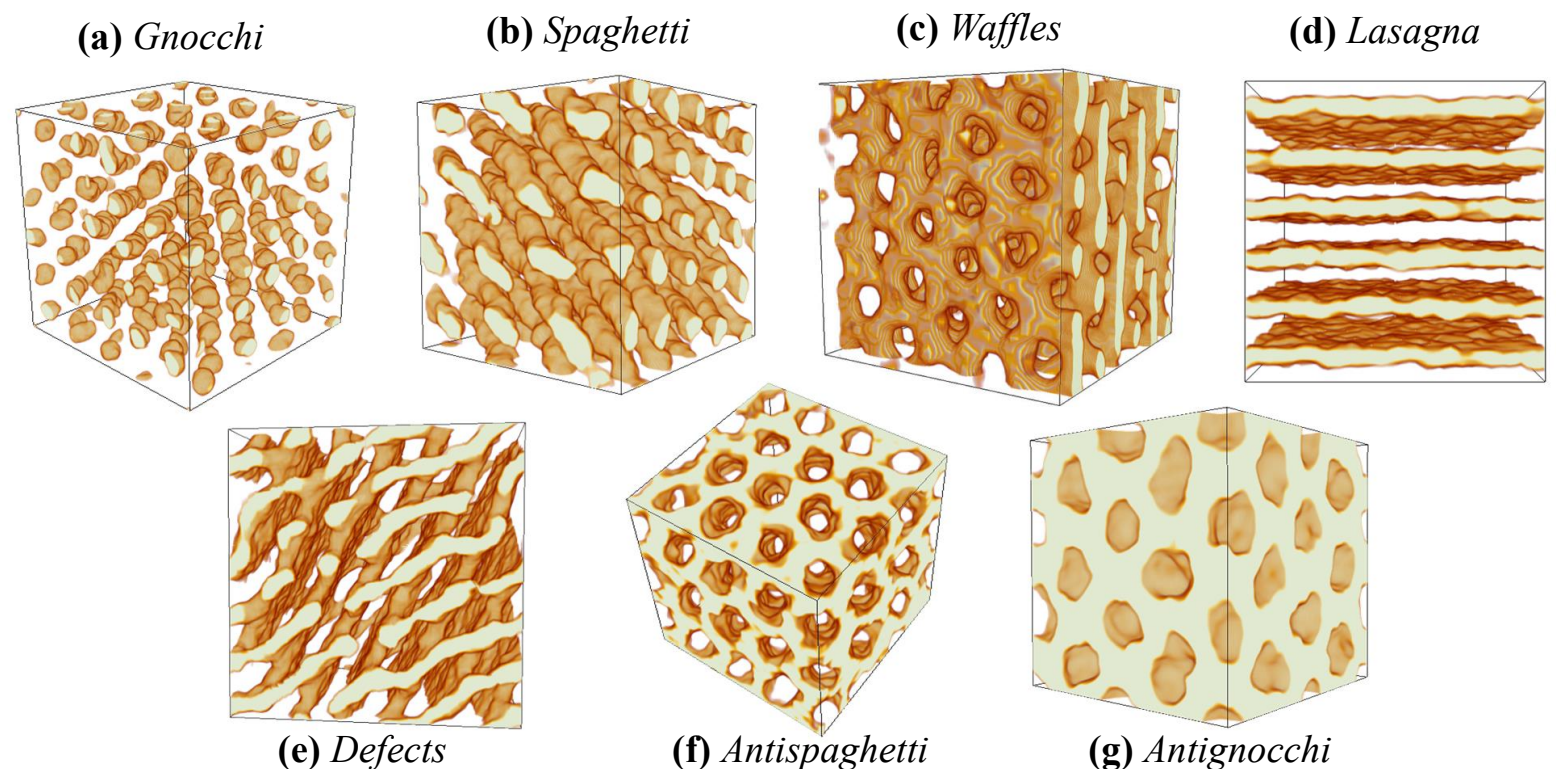 (a) Gnocchi
(b) Spaghetti
(c) Waffles
(d) Lasagna
(e) Defects
(f) Antispaghetti
(g) Antignocchi